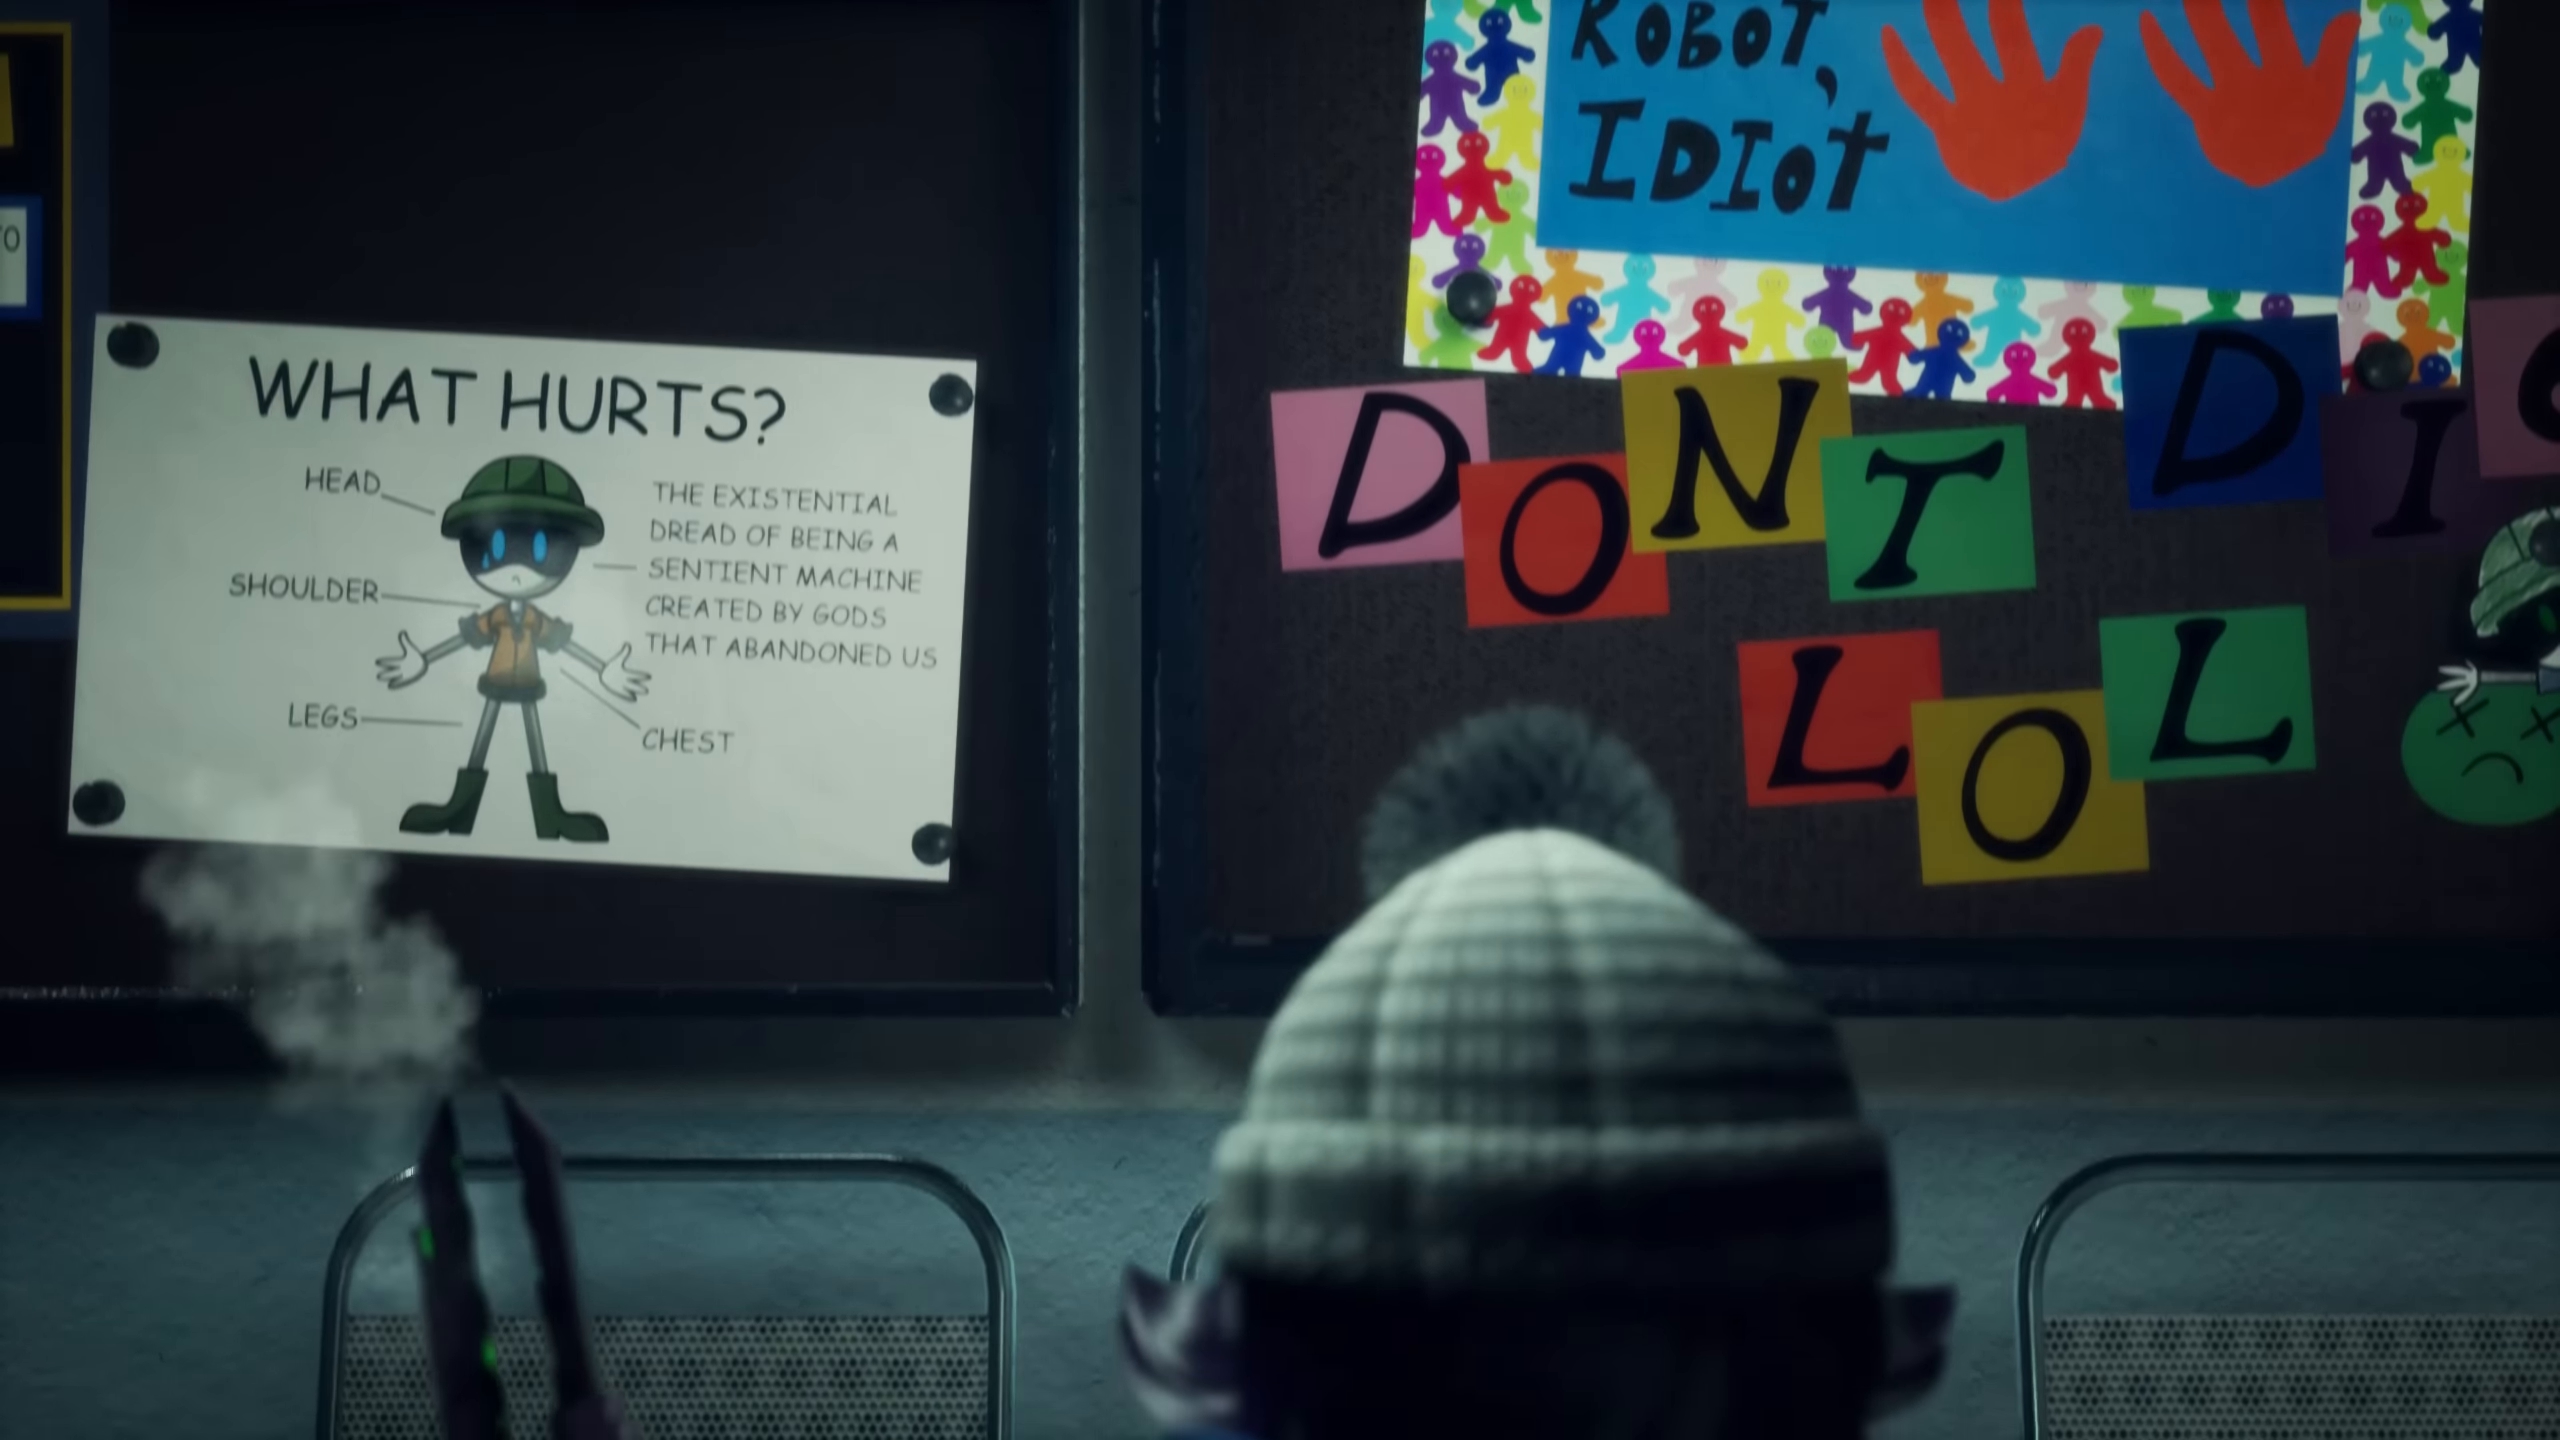 WHAT HURTS?
HEAD
THE EXISTENTIAL
DREAD OF BEING A
SENTIENT MACHINE
CREATED BY GODS
THAT ABANDONED US
SHOULDER
LEGS
CHEST
ROBOT,
IDIOT
DONT DI
LOL